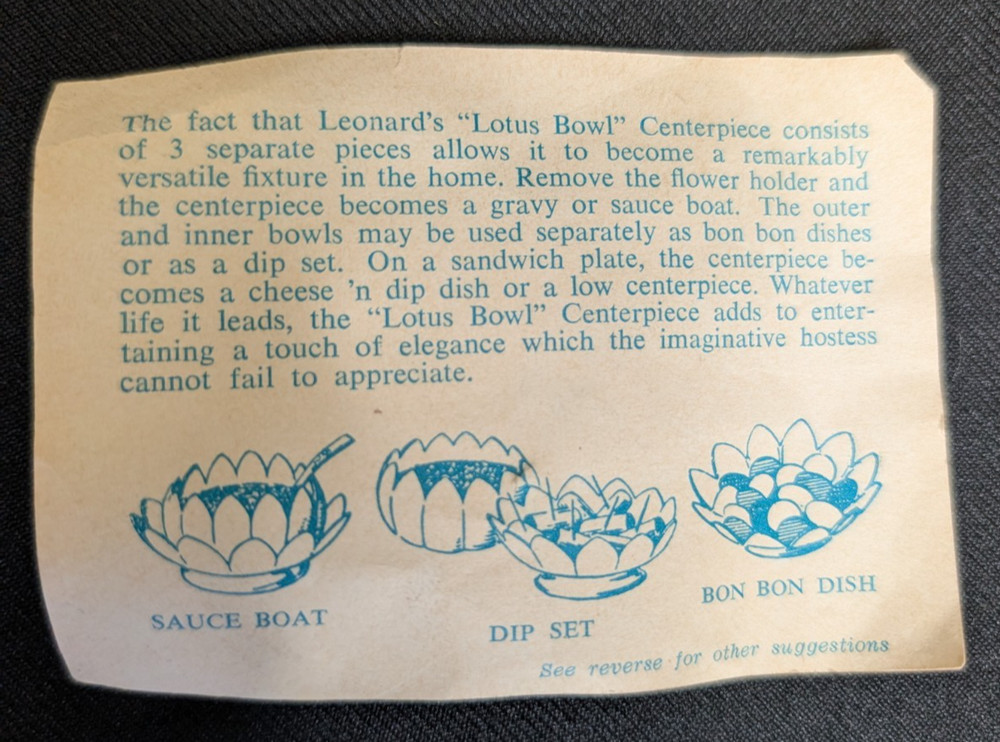 The fact that Leonard's “Lotus Bowl” Centerpiece consists
of 3 separate pieces allows it to become a remarkably
versatile fixture in the home. Remove the flower holder and
the centerpiece becomes a gravy or sauce boat. The outer
and inner bowls may be used separately as bon bon dishes
or as a dip set. On a sandwich plate, the centerpiece be-
comes a cheese 'n dip dish or a low centerpiece. Whatever
life it leads, the “Lotus Bowl” Centerpiece adds to enter-
taining a touch of elegance which the imaginative hostess
cannot fail to appreciate.
SAUCE BOAT
DIP SET
BON BON DISH
See reverse for other suggestions